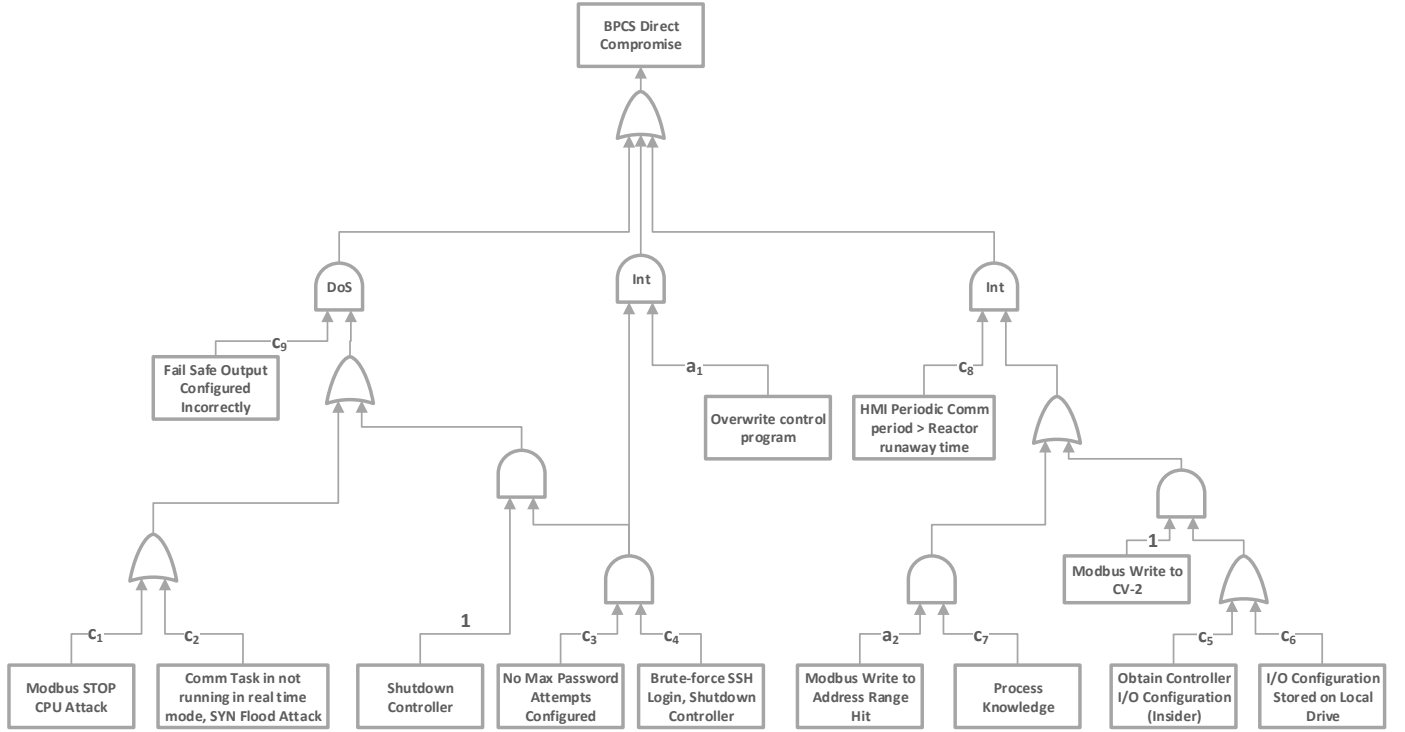 BPCS Direct
Compromise
DoS
Int
Int
c₉
Fail Safe Output
Configured
Incorrectly
a₁
Overwrite control
program
c₈
HMI Periodic Comm
period > Reactor
runaway time
1
Modbus Write to
CV-2
c₁
Modbus STOP
CPU Attack
c₂
Comm Task in not
running in real time
mode, SYN Flood Attack
1
Shutdown
Controller
c₃
No Max Password
Attempts
Configured
c₄
Brute-force SSH
Login, Shutdown
Controller
a₂
Modbus Write to
Address Range
Hit
c₇
Process
Knowledge
c₅
Obtain Controller
I/O Configuration
(Insider)
c₆
I/O Configuration
Stored on Local
Drive